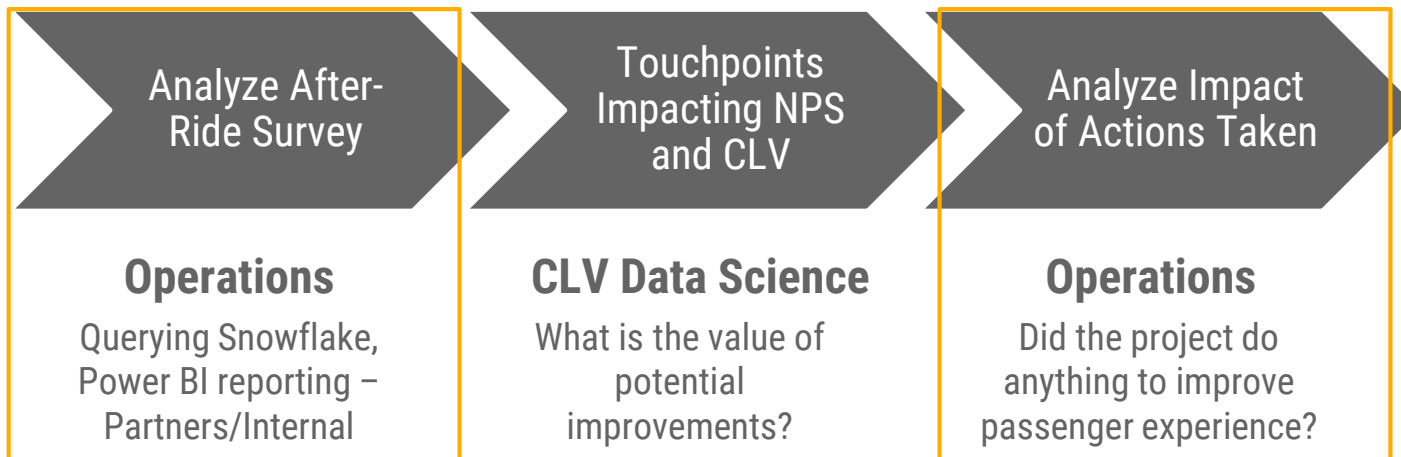 Analyze After-
Ride Survey
Touchpoints
Impacting NPS
and CLV
Analyze Impact
of Actions Taken
Operations
Querying Snowflake,
Power BI reporting –
Partners/Internal
CLV Data Science
What is the value of
potential
improvements?
Operations
Did the project do
anything to improve
passenger experience?